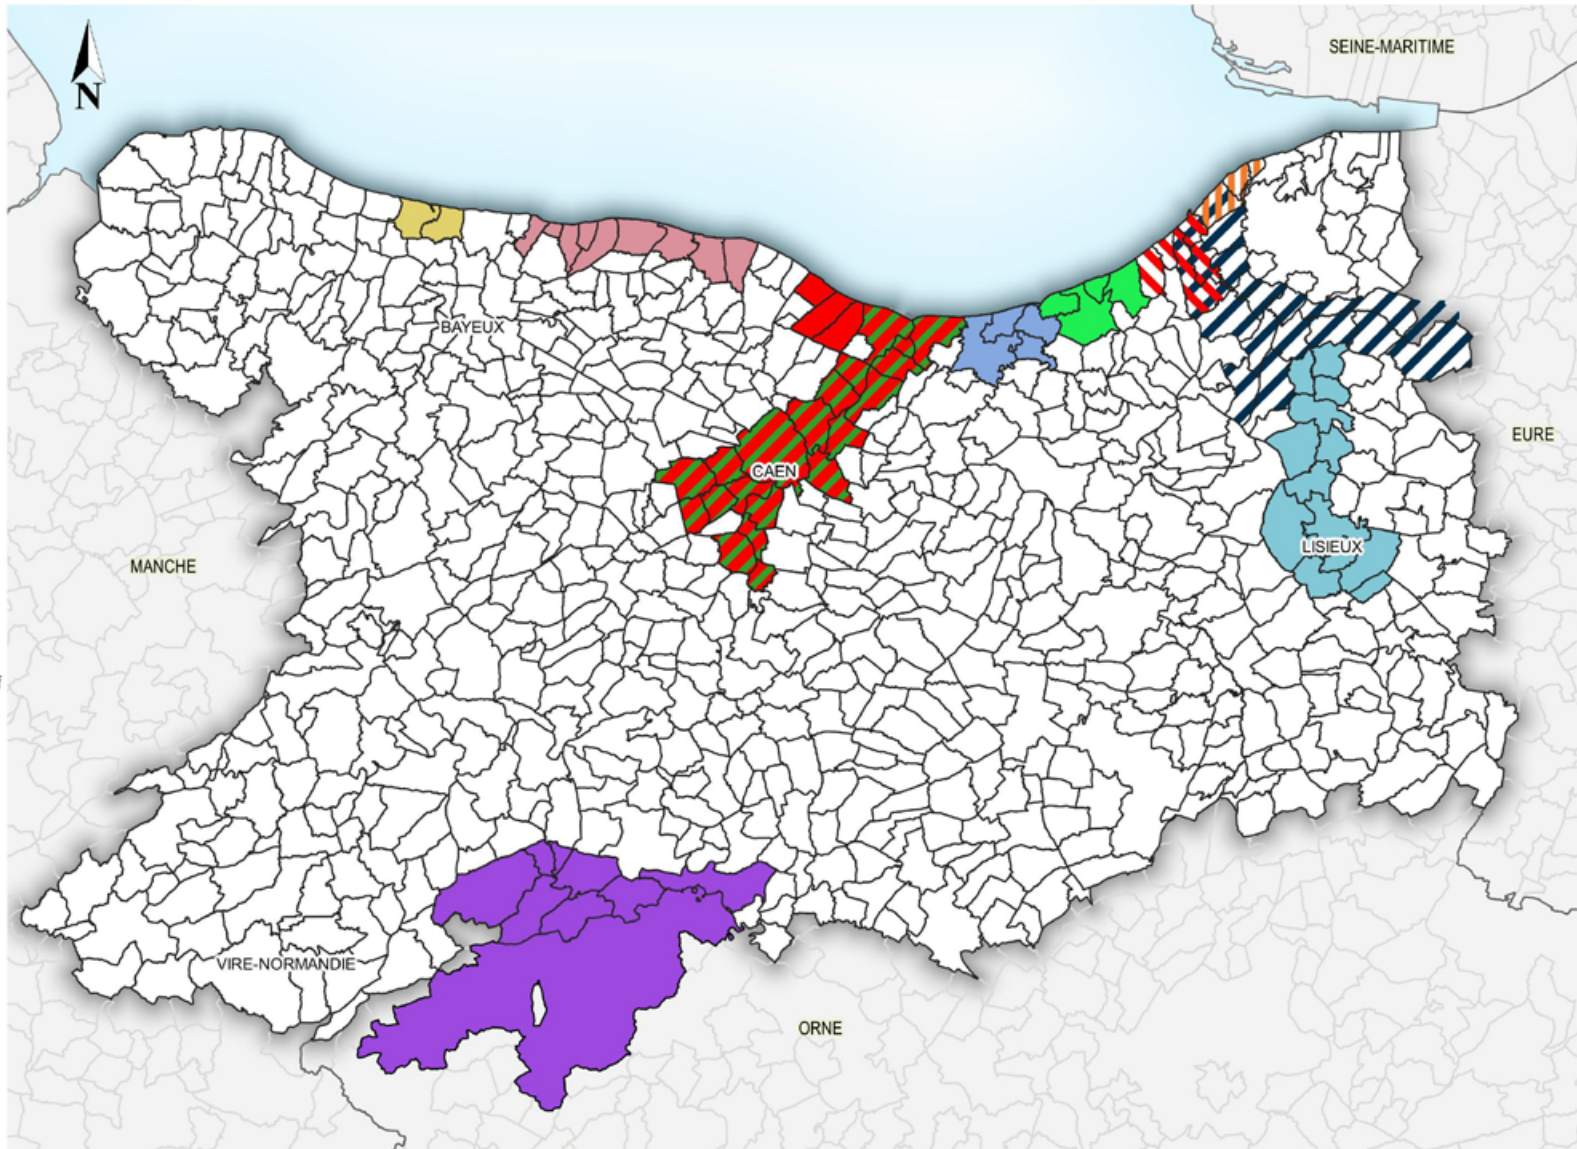 SEINE-MARITIME
N
BAYEUX
EURE
CAEN
LISIEUX
MANCHE
VIRE-NORMANDIE
ORNE